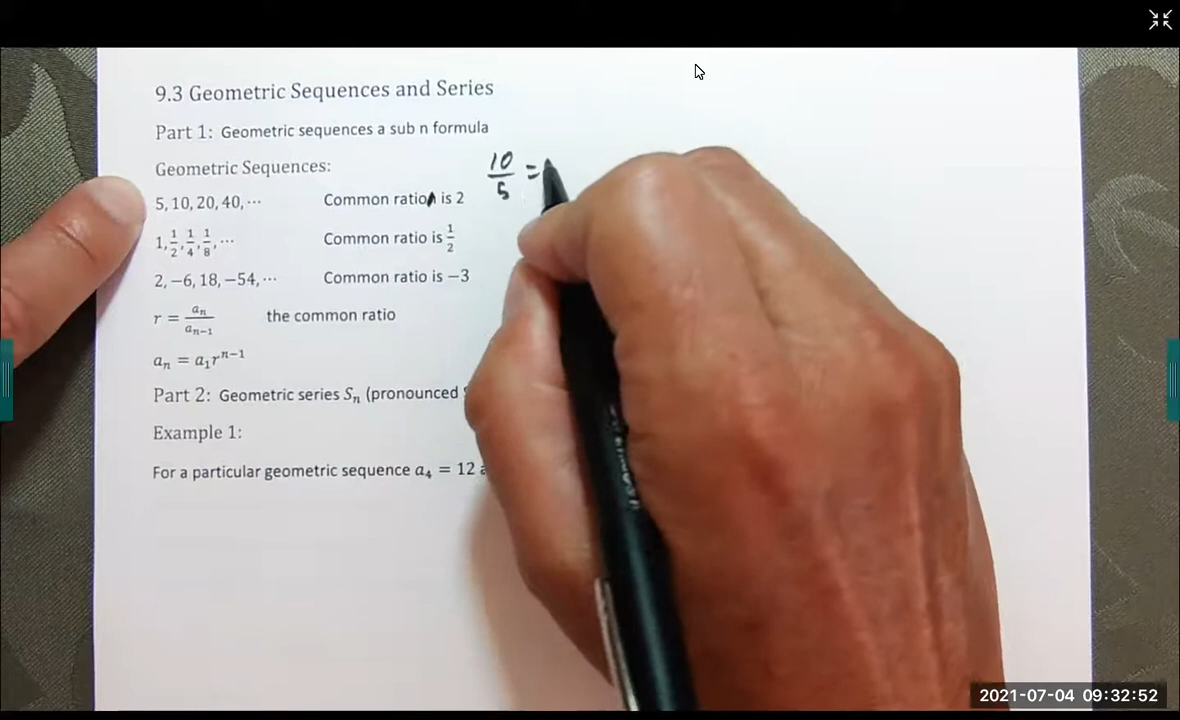 9.3 Geometric Sequences and Series
Part 1: Geometric sequences a sub n formula
Geometric Sequences:
10/5 =
5, 10, 20, 40, ⋯ Common ratio is 2
1, 1/2, 1/4, 1/8, ⋯ Common ratio is 1/2
2, −6, 18, −54, ⋯ Common ratio is −3
r = aₙ/aₙ₋₁ the common ratio
aₙ = a₁rⁿ⁻¹
Part 2: Geometric series Sₙ (pronounced
Example 1:
For a particular geometric sequence a₄ = 12
2021-07-04 09:32:52